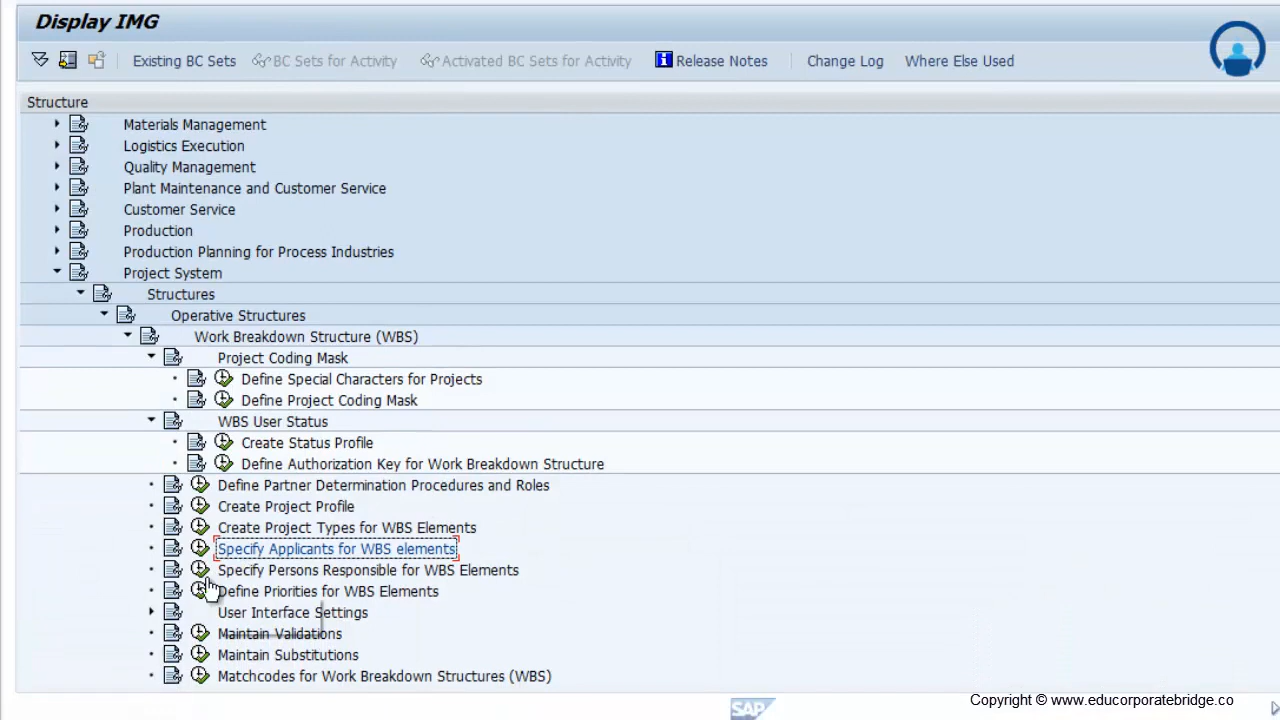 Display IMG
Existing BC Sets BC Sets for Activity Activated BC Sets for Activity Release Notes Change Log Where Else Used
Structure
Materials Management
Logistics Execution
Quality Management
Plant Maintenance and Customer Service
Customer Service
Production
Production Planning for Process Industries
Project System
Structures
Operative Structures
Work Breakdown Structure (WBS)
Project Coding Mask
Define Special Characters for Projects
Define Project Coding Mask
WBS User Status
Create Status Profile
Define Authorization Key for Work Breakdown Structure
Define Partner Determination Procedures and Roles
Create Project Profile
Create Project Types for WBS Elements
Specify Applicants for WBS elements
Specify Persons Responsible for WBS Elements
Define Priorities for WBS Elements
User Interface Settings
Maintain Validations
Maintain Substitutions
Matchcodes for Work Breakdown Structures (WBS)
SAP
Copyright © www.educorporatebridge.co